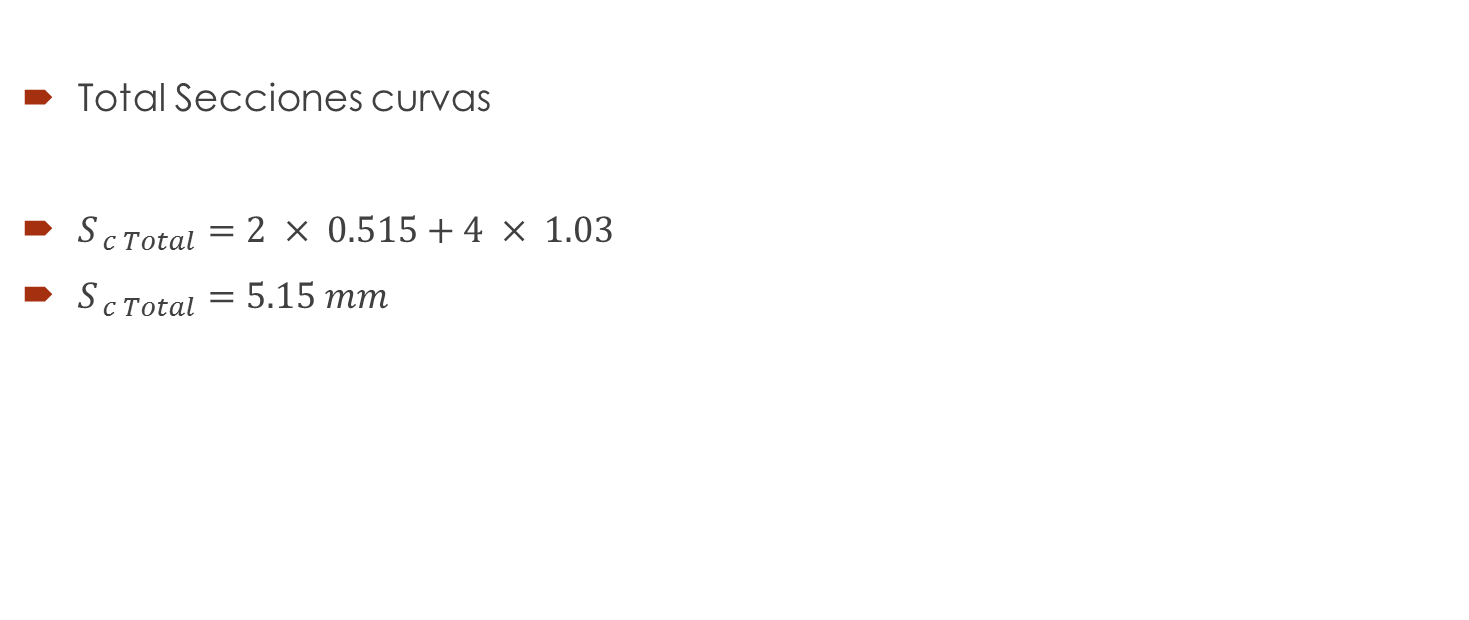 Total Secciones curvas
S c Total = 2 × 0.515 + 4 × 1.03
S c Total = 5.15 mm